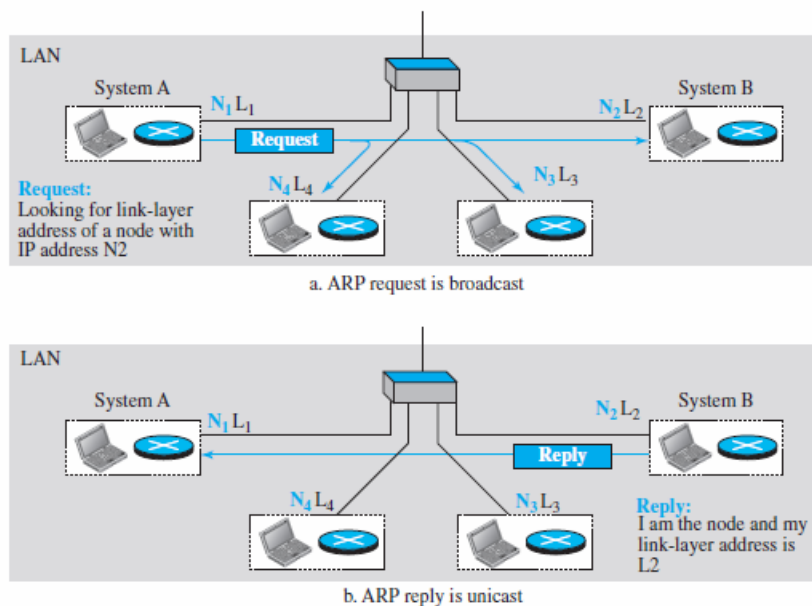 LAN
System A
System B
N₁ L₁
N₂ L₂
Request
N₄ L₄
N₃ L₃
Request:
Looking for link-layer
address of a node with
IP address N2
a. ARP request is broadcast
LAN
System A
System B
N₁ L₁
N₂ L₂
Reply
N₄ L₄
N₃ L₃
Reply:
I am the node and my
link-layer address is
L2
b. ARP reply is unicast